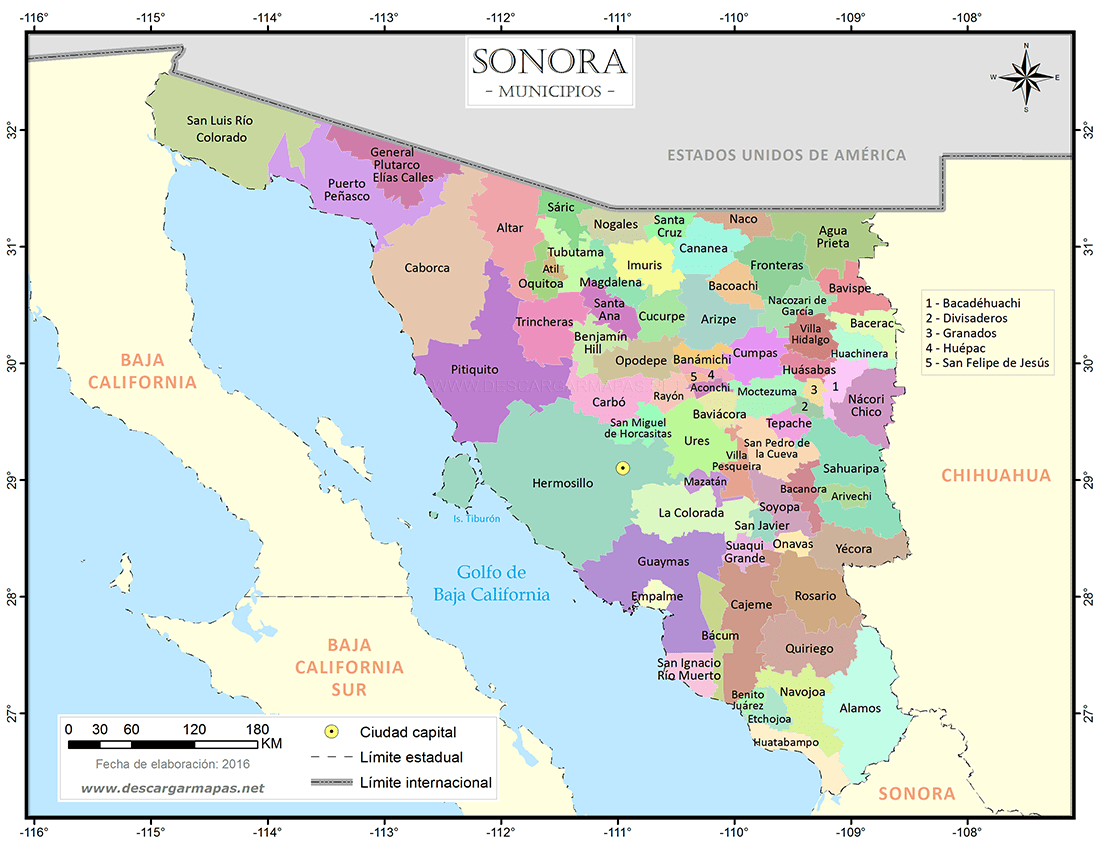 -116°
-115°
-114°
-113°
-112°
-111°
-110°
-109°
-108°
SONORA
- MUNICIPIOS -
N
W
E
S
ESTADOS UNIDOS DE AMÉRICA
32°
31°
30°
29°
28°
27°
32°
31°
30°
29°
28°
27°
San Luis Río
Colorado
General
Plutarco
Elías Calles
Puerto
Peñasco
Caborca
Altar
Sáric
Nogales
Santa
Cruz
Naco
Agua
Prieta
Cananea
Tubutama
Atil
Oquitoa
Imuris
Magdalena
Fronteras
Bacoachi
Bavispe
Nacozari de
García
Santa
Ana
Cucurpe
Arizpe
Trincheras
Villa
Hidalgo
Bacerac
Benjamín
Hill
Huachinera
Opodepe
Banámichi
Cumpas
Pitiquito
Huásabas
5
4
Aconchi
1
3
Moctezuma
2
Rayón
Carbó
Nácori
Chico
San Miguel
de Horcasitas
Baviácora
Tepache
Ures
San Pedro de
la Cueva
Villa
Pesqueira
Sahuaripa
Hermosillo
Mazatán
Bacanora
Arivechi
Soyopa
La Colorada
San Javier
Suaqui
Grande
Onavas
Yécora
Guaymas
Empalme
Cajeme
Rosario
Bácum
Quiriego
San Ignacio
Río Muerto
Benito
Juárez
Navojoa
Etchojoa
Alamos
Huatabampo
1 - Bacadéhuachi
2 - Divisaderos
3 - Granados
4 - Huépac
5 - San Felipe de Jesús
WWW.DESCARGARMAPAS.NET
BAJA
CALIFORNIA
CHIHUAHUA
Is. Tiburón
Golfo de
Baja California
BAJA
CALIFORNIA
SUR
SONORA
0 30 60 120 180
KM
Fecha de elaboración: 2016
www.descargarmapas.net
Ciudad capital
Límite estadual
Límite internacional
-116°
-115°
-114°
-113°
-112°
-111°
-110°
-109°
-108°